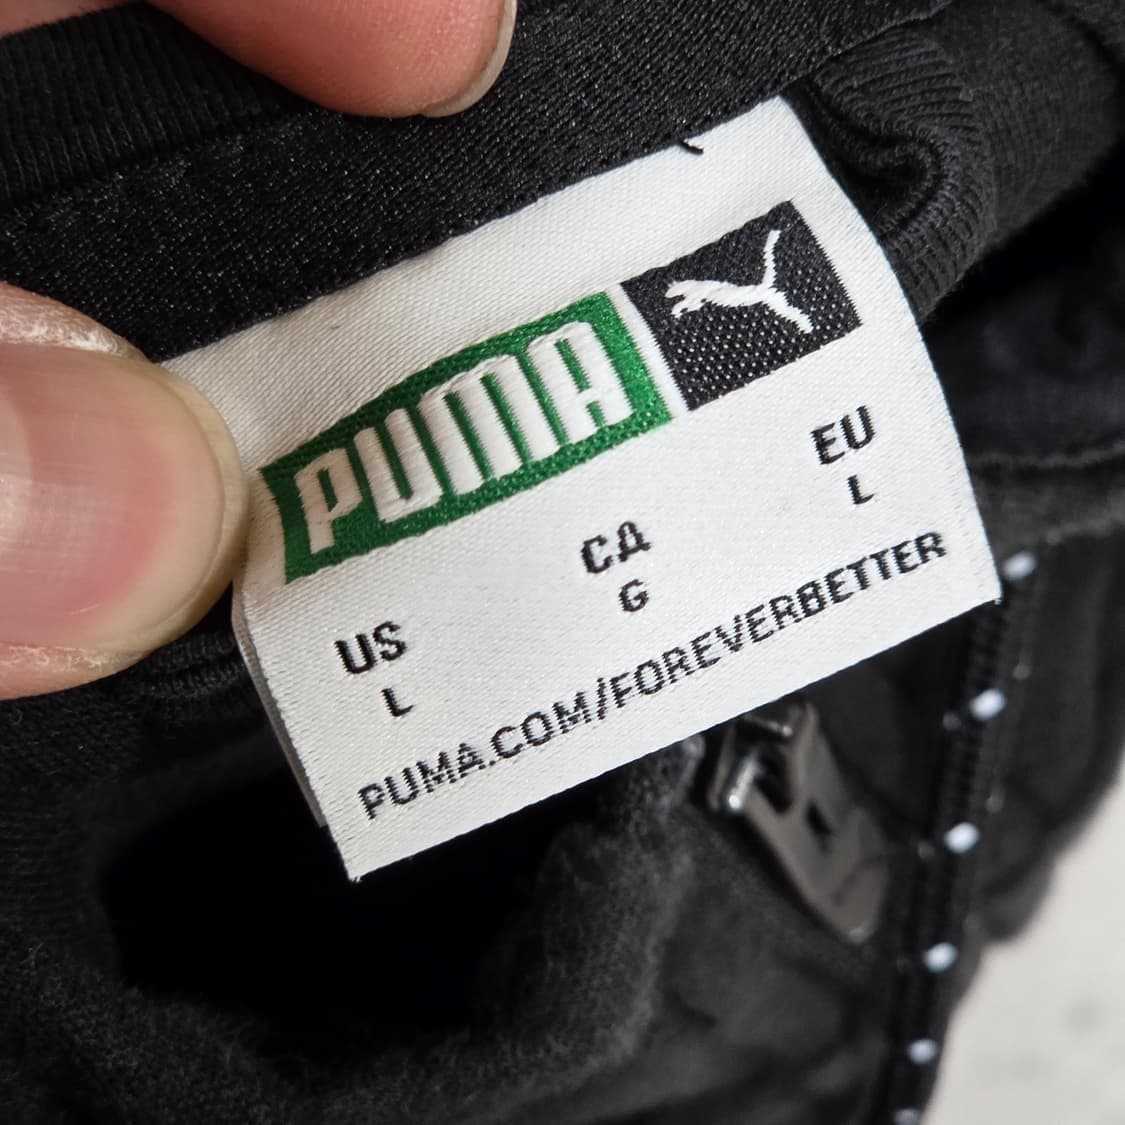 PUMA
US CA EU
L G L
PUMA.COM/FOREVERBETTER